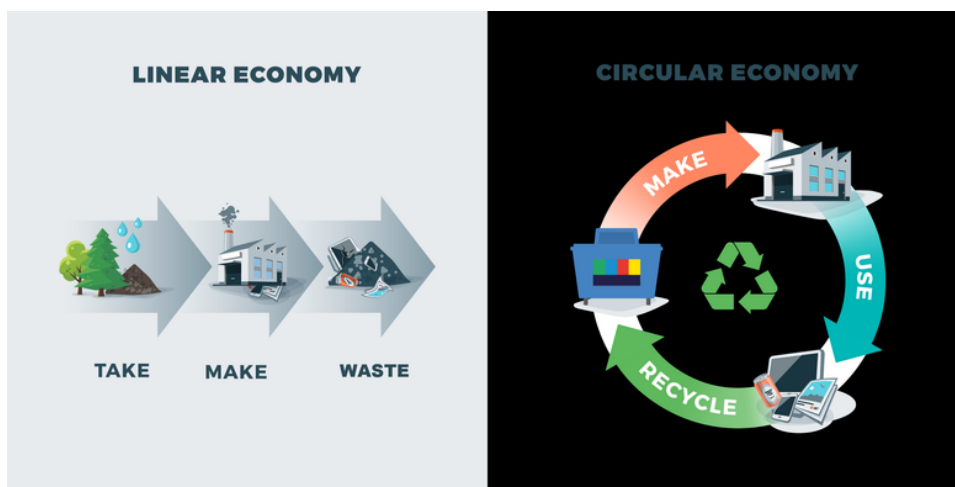 LINEAR ECONOMY
TAKE
MAKE
WASTE
CIRCULAR ECONOMY
MAKE
USE
RECYCLE